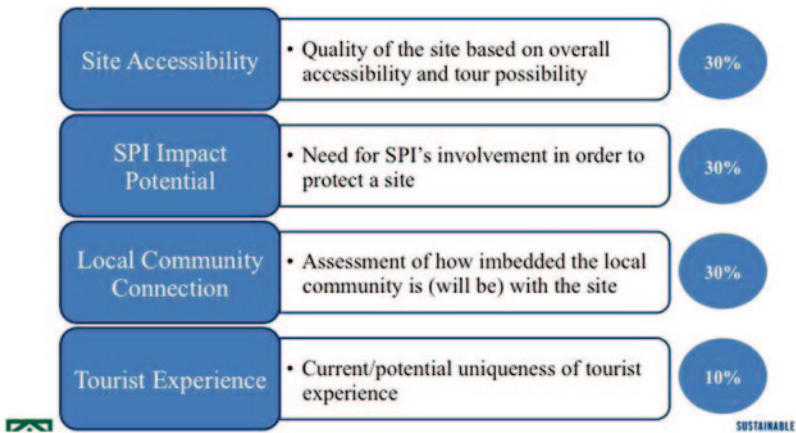 Site Accessibility
• Quality of the site based on overall
accessibility and tour possibility
30%
SPI Impact
Potential
• Need for SPI's involvement in order to
protect a site
30%
Local Community
Connection
• Assessment of how imbedded the local
community is (will be) with the site
30%
Tourist Experience
• Current/potential uniqueness of tourist
experience
10%
SUSTAINABLE